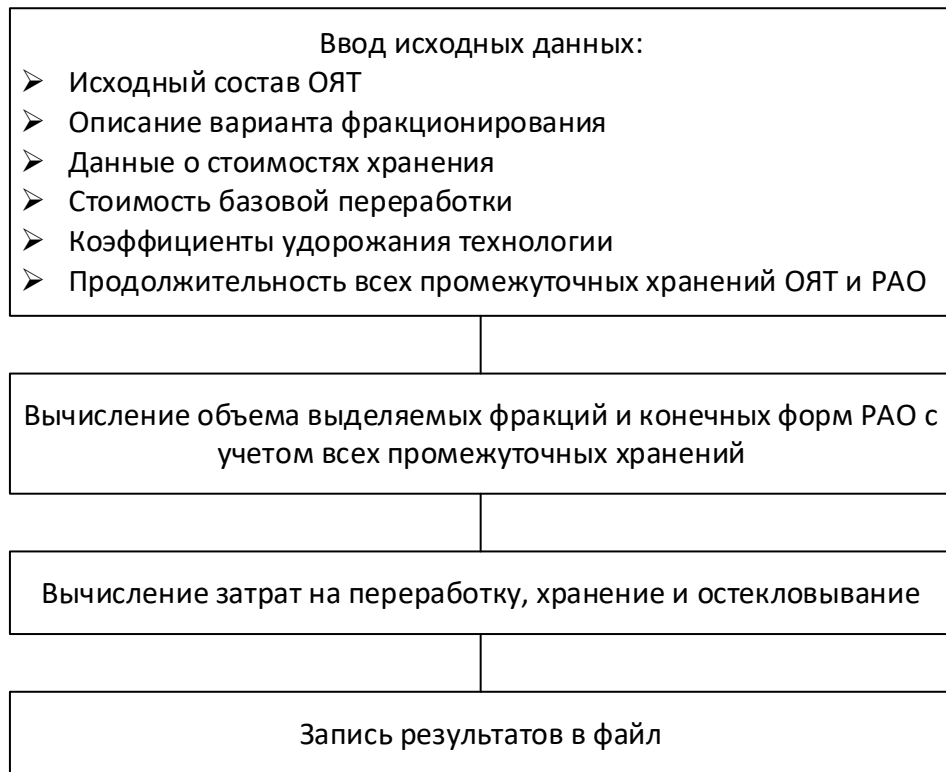 Ввод исходных данных:
➢ Исходный состав ОЯТ
➢ Описание варианта фракционирования
➢ Данные о стоимостях хранения
➢ Стоимость базовой переработки
➢ Коэффициенты удорожания технологии
➢ Продолжительность всех промежуточных хранений ОЯТ и РАО
Вычисление объема выделяемых фракций и конечных форм РАО с
учетом всех промежуточных хранений
Вычисление затрат на переработку, хранение и остекловывание
Запись результатов в файл